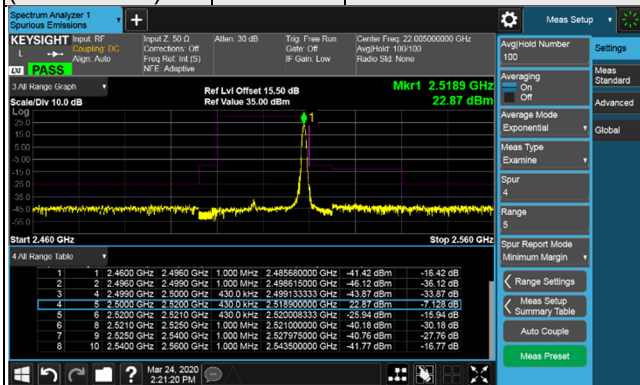 Spectrum Analyzer 1
Spurious Emissions
Meas Setup
KEYSIGHT Input: RF
Coupling: DC
Align: Auto
Input Z: 50 Ω
Corrections: Off
Freq Ref: Int (S)
NFE: Adaptive
Atten: 30 dB
Trig: Free Run
Gate: Off
IF Gain: Low
Center Freq: 22.005000000 GHz
Avg|Hold: 100/100
Radio Std: None
L
LXI PASS
3 All Range Graph
Scale/Div 10.0 dB
Ref Lvl Offset 15.50 dB
Ref Value 35.00 dBm
Mkr1 2.5189 GHz
22.87 dBm
Log
25.0
15.0
5.00
-5.00
-15.0
-25.0
-35.0
-45.0
-55.0
1
Start 2.460 GHz
Stop 2.560 GHz
4 All Range Table
1 1 2.4600 GHz 2.4960 GHz 1.000 MHz 2.485680000 GHz -41.42 dBm -16.42 dB
2 2 2.4960 GHz 2.4990 GHz 1.000 MHz 2.498615000 GHz -46.12 dBm -36.12 dB
3 4 2.4990 GHz 2.5000 GHz 430.0 kHz 2.499133333 GHz -43.87 dBm -33.87 dB
4 5 2.5000 GHz 2.5200 GHz 430.0 kHz 2.518900000 GHz 22.87 dBm -7.128 dB
5 6 2.5200 GHz 2.5210 GHz 430.0 kHz 2.520008333 GHz -25.94 dBm -15.94 dB
6 8 2.5210 GHz 2.5250 GHz 1.000 MHz 2.521000000 GHz -40.18 dBm -30.18 dB
7 9 2.5250 GHz 2.5400 GHz 1.000 MHz 2.527975000 GHz -40.76 dBm -27.76 dB
8 10 2.5400 GHz 2.5600 GHz 1.000 MHz 2.543500000 GHz -41.77 dBm -16.77 dB
Mar 24, 2020
2:21:20 PM
?
Avg|Hold Number
100
Averaging
On
Off
Average Mode
Exponential
Meas Type
Examine
Spur
4
Range
5
Spur Report Mode
Minimum Margin
Range Settings
Meas Setup
Summary Table
Auto Couple
Meas Preset
Settings
Meas
Standard
Advanced
Global